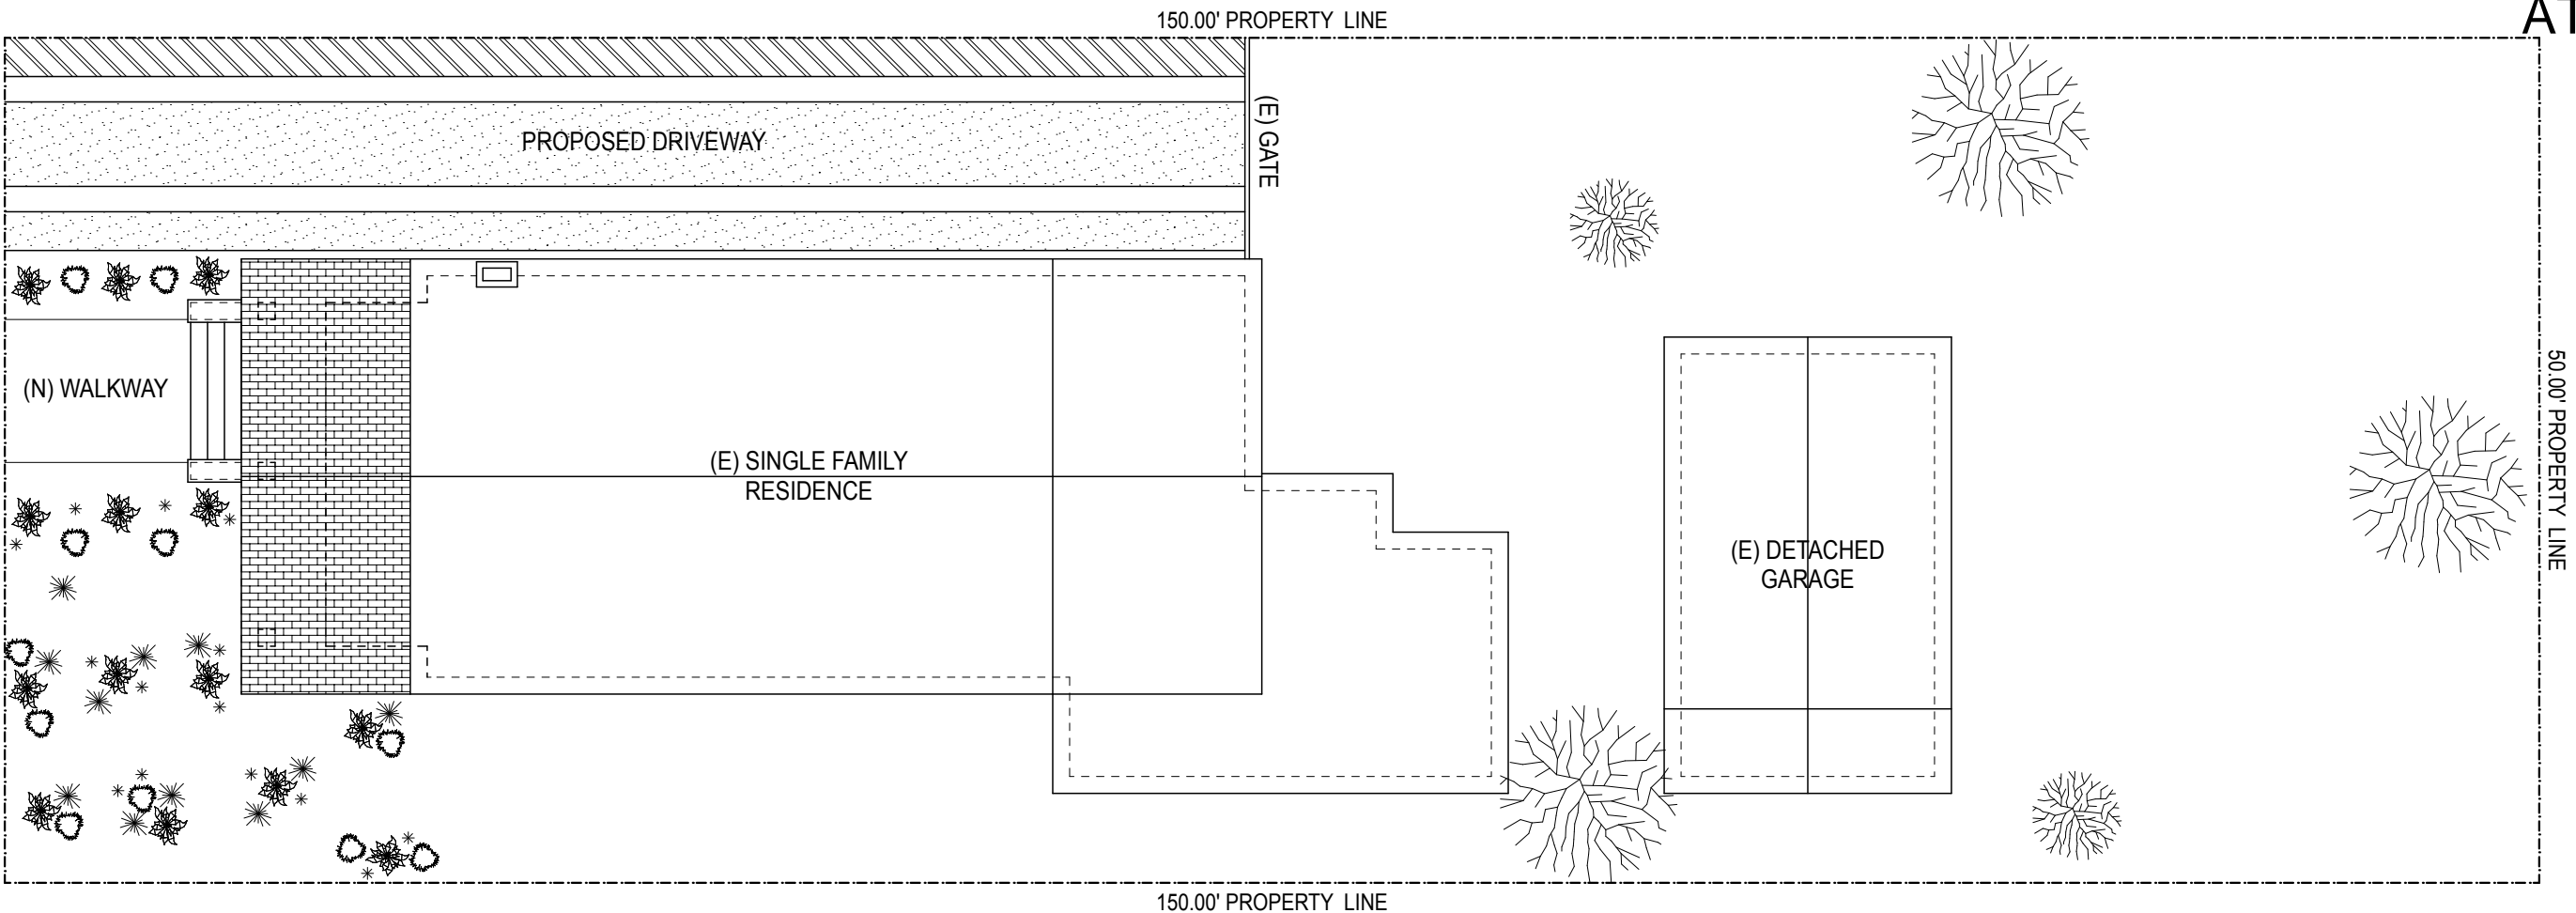 150.00' PROPERTY LINE
(E) GATE
PROPOSED DRIVEWAY
(N) WALKWAY
(E) SINGLE FAMILY
RESIDENCE
(E) DETACHED
GARAGE
50.00' PROPERTY LINE
150.00' PROPERTY LINE